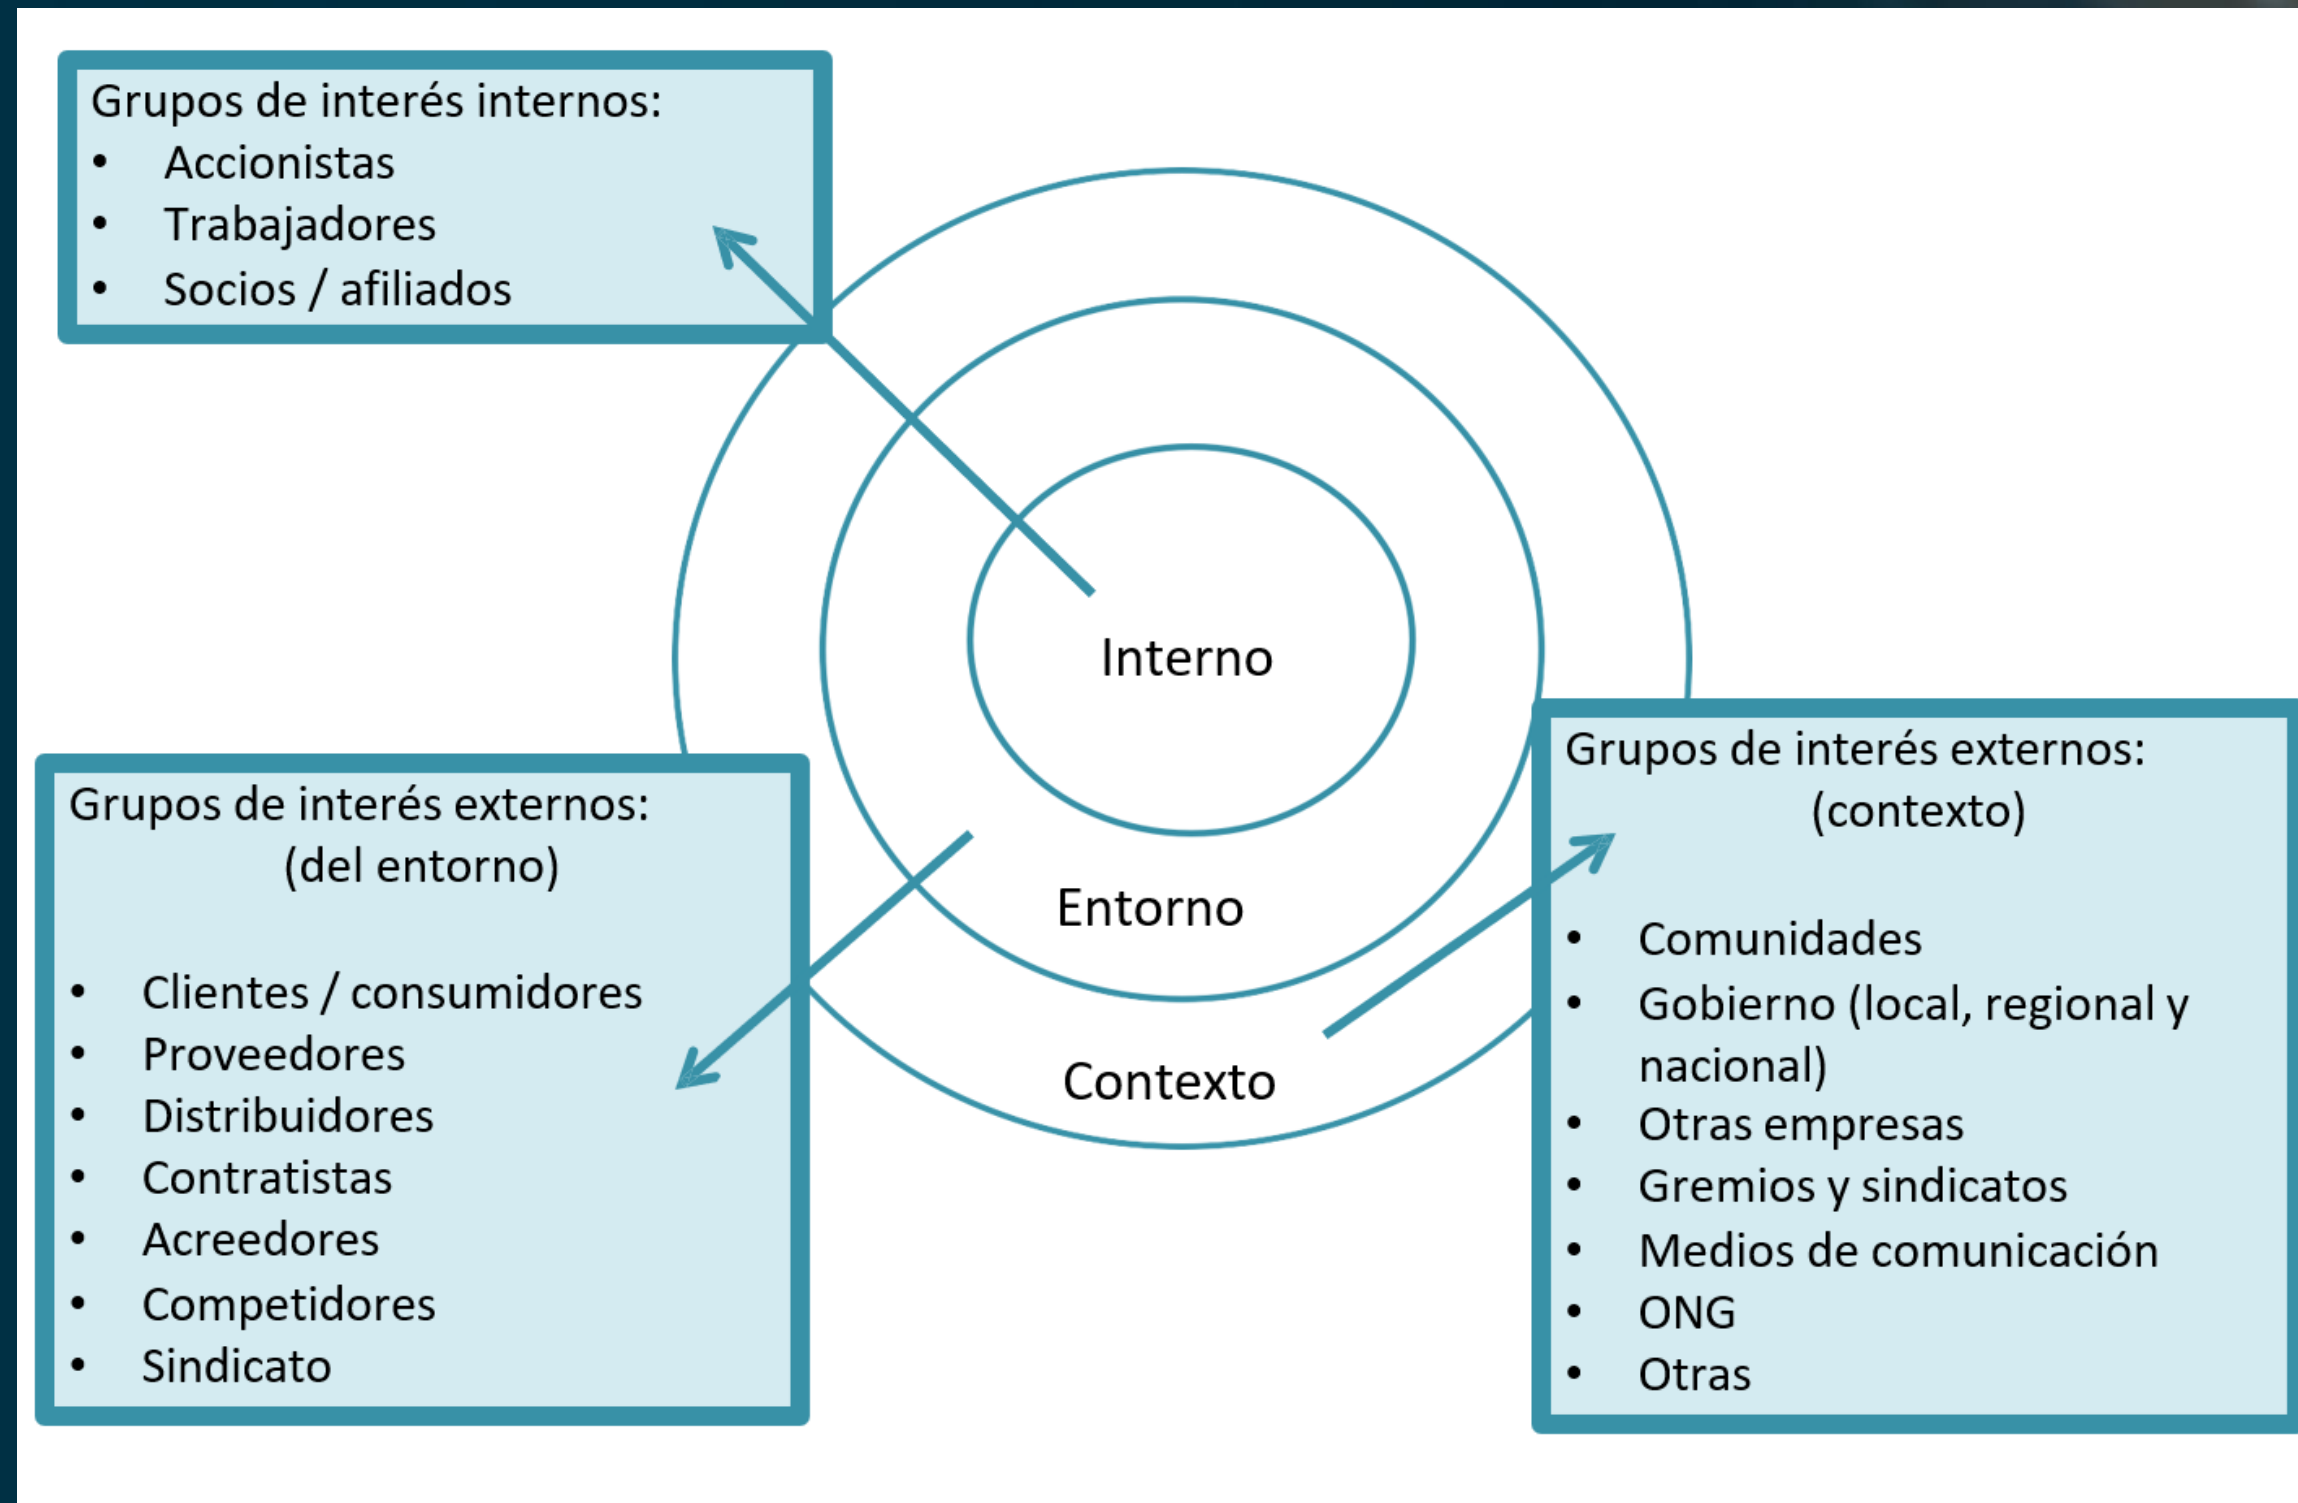 Grupos de interés internos:
• Accionistas
• Trabajadores
• Socios / afiliados
Interno
Entorno
Contexto
Grupos de interés externos:
(del entorno)
• Clientes / consumidores
• Proveedores
• Distribuidores
• Contratistas
• Acreedores
• Competidores
• Sindicato
Grupos de interés externos:
(contexto)
• Comunidades
• Gobierno (local, regional y
nacional)
• Otras empresas
• Gremios y sindicatos
• Medios de comunicación
• ONG
• Otras